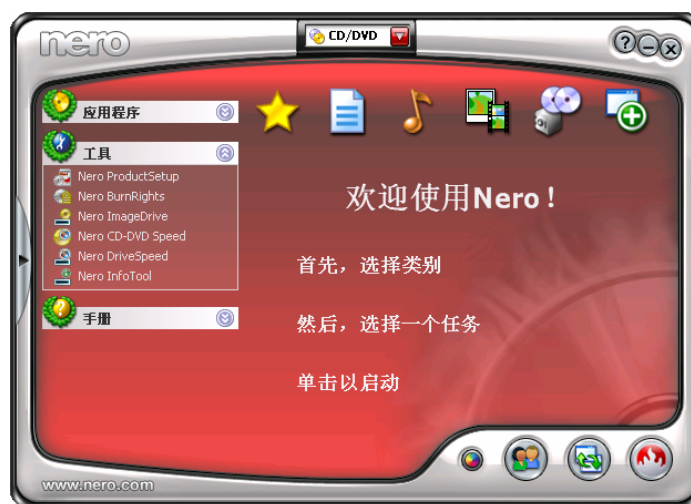 nero
CD/DVD
?
应用程序
工具
Nero ProductSetup
Nero BurnRights
Nero ImageDrive
Nero CD-DVD Speed
Nero DriveSpeed
Nero InfoTool
手册
欢迎使用Nero！
首先，选择类别
然后，选择一个任务
单击以启动
www.nero.com